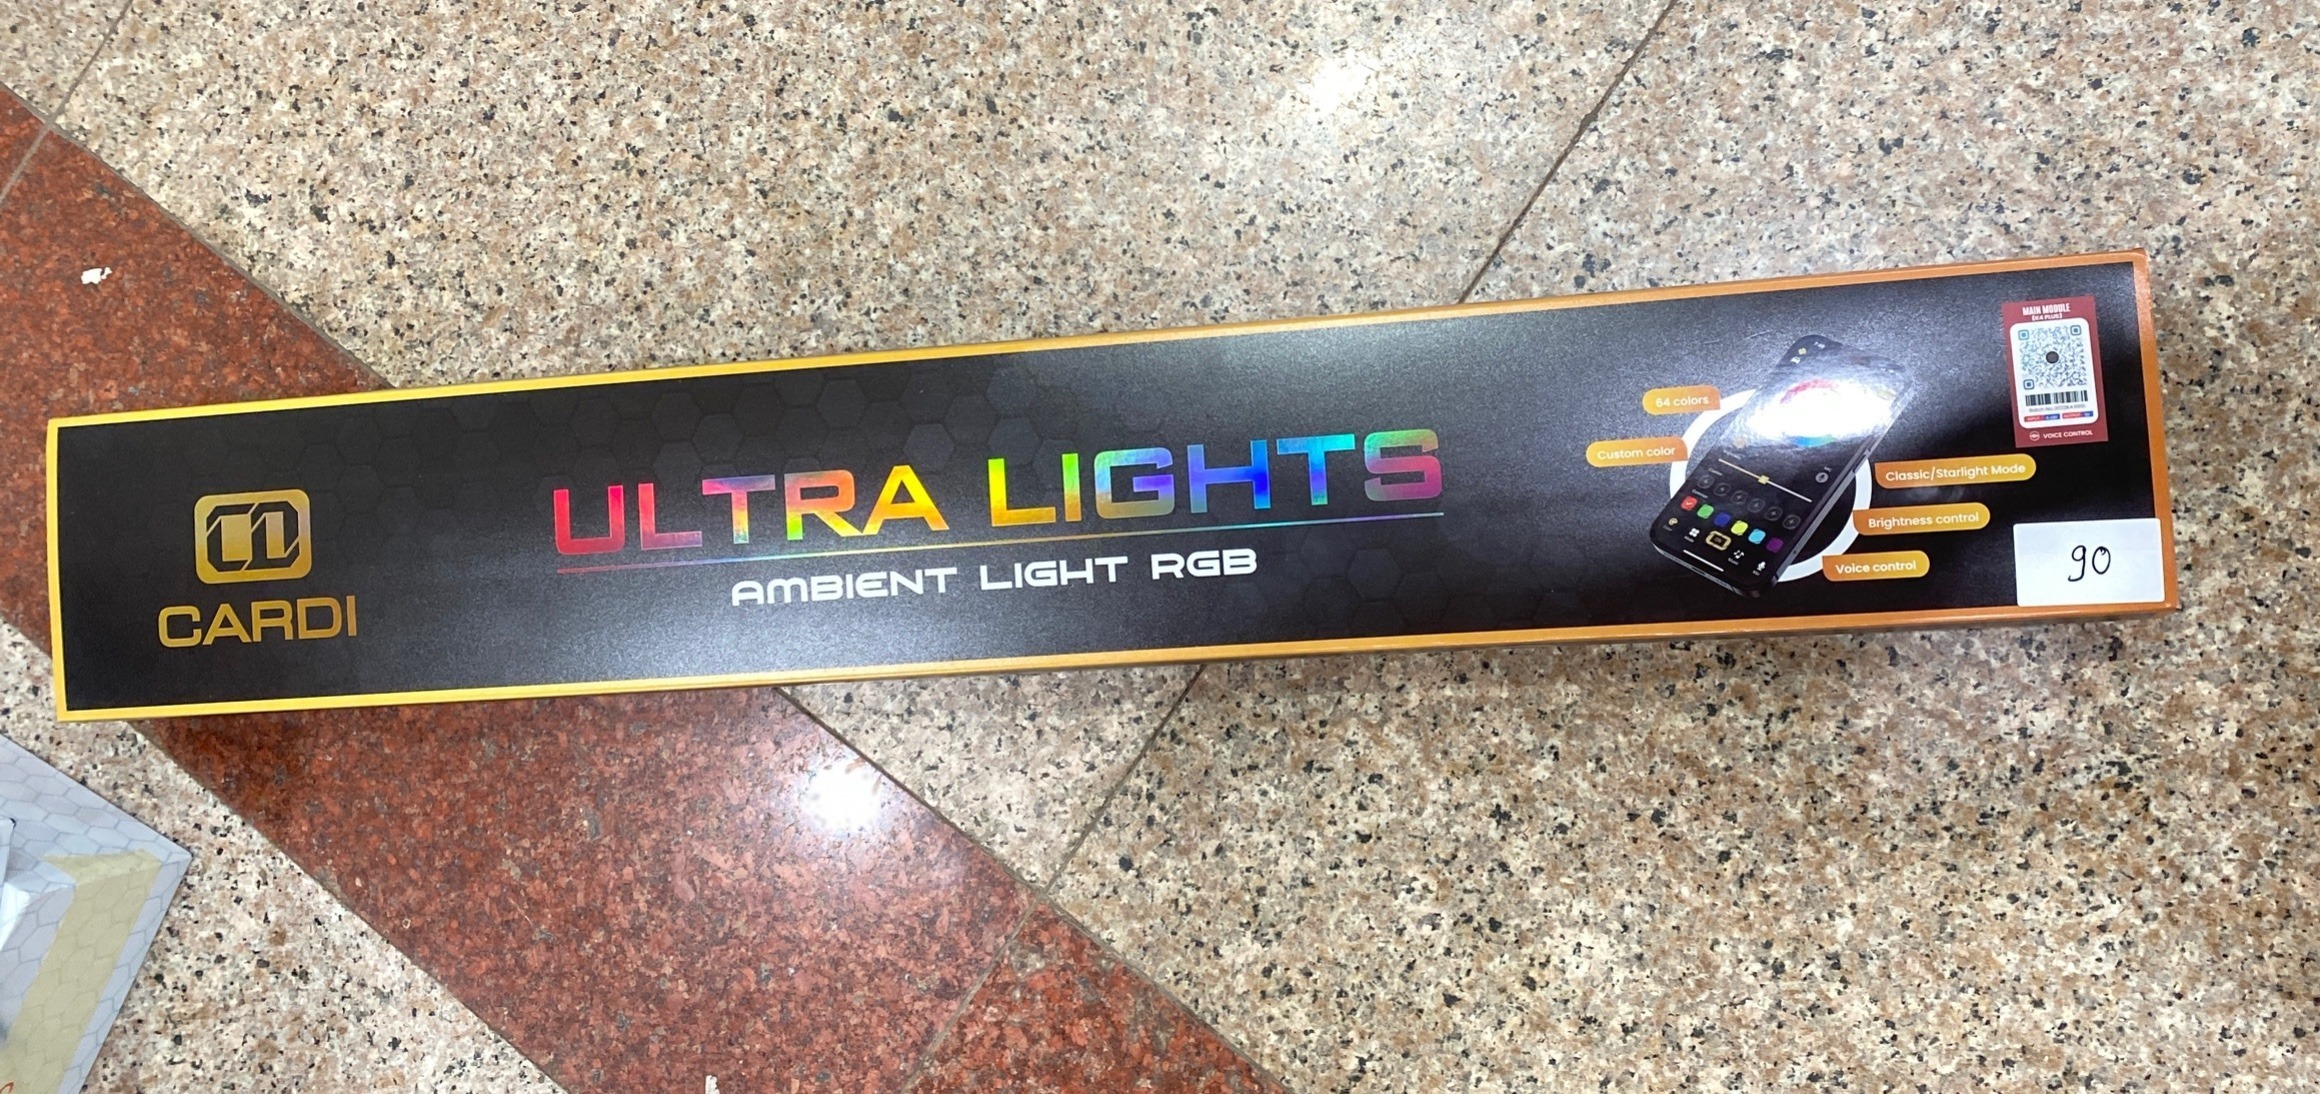 CARDI
ULTRA LIGHTS
AMBIENT LIGHT RGB
64 colors
Custom color
Classic/Starlight Mode
Brightness control
Voice control
MAIN MODULE
VOICE CONTROL
90